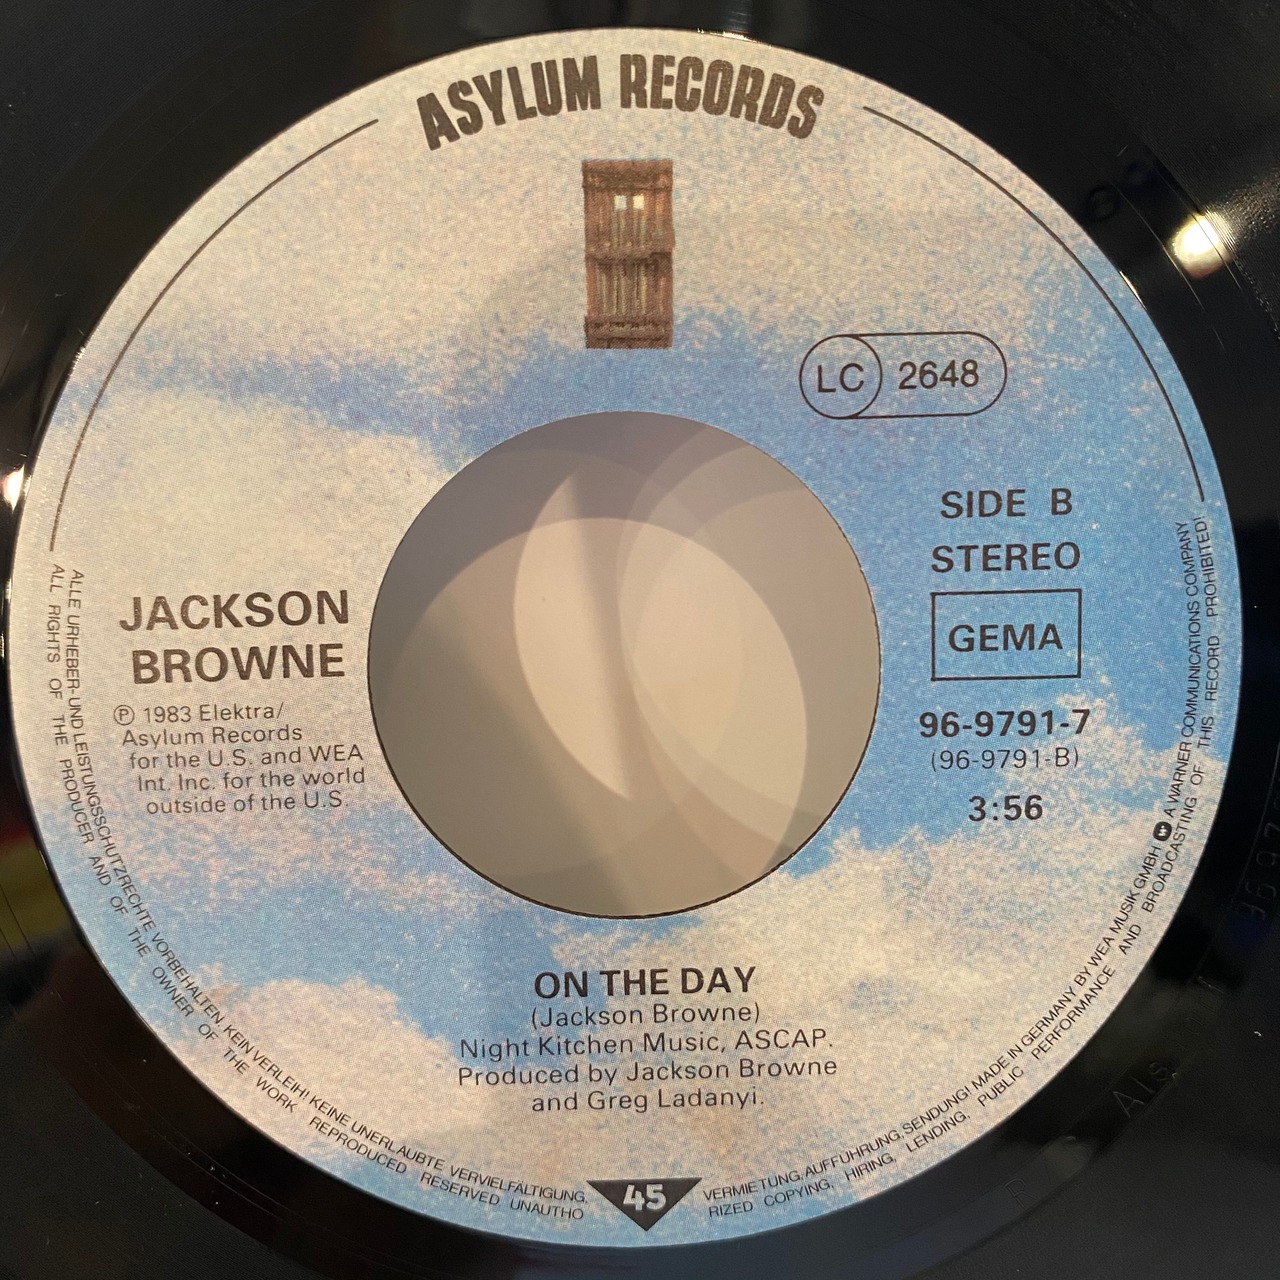 ASYLUM RECORDS
LC 2648
SIDE B
STEREO
GEMA
96-9791-7
(96-9791-B)
3:56
JACKSON
BROWNE
Ⓟ 1983 Elektra/
Asylum Records
for the U.S. and WEA
Int. Inc. for the world
outside of the U.S.
ON THE DAY
(Jackson Browne)
Night Kitchen Music, ASCAP.
Produced by Jackson Browne
and Greg Ladanyi.
ALLE URHEBER- UND LEISTUNGSSCHUTZRECHTE VORBEHALTEN. KEIN VERLEIH! KEINE UNERLAUBTE VERVIELFÄLTIGUNG, VERMIETUNG, AUFFÜHRUNG, SENDUNG! MADE IN GERMANY BY WEA MUSIK GMBH A WARNER COMMUNICATIONS COMPANY
ALL RIGHTS OF THE PRODUCER AND OF THE OWNER OF THE WORK REPRODUCED RESERVED UNAUTHO RIZED COPYING, HIRING, LENDING, PUBLIC PERFORMANCE AND BROADCASTING OF THIS RECORD PROHIBITED!
45